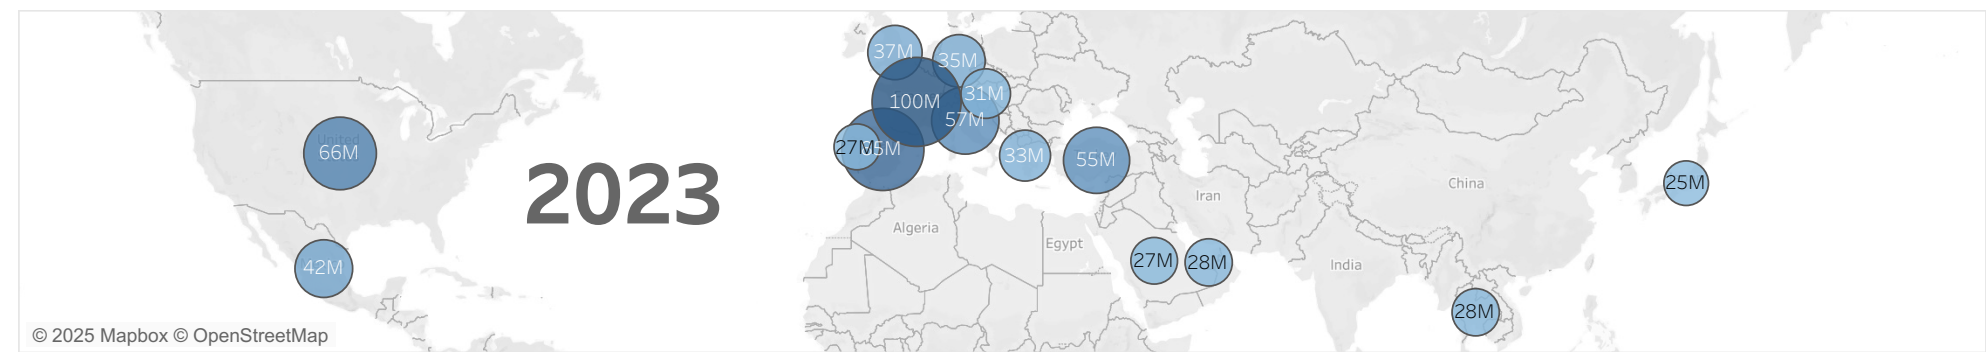 37M
35M
31M
100M
57M
United
66M
27M
85M
33M
55M
2023
China
25M
Iran
Algeria
Egypt
27M
28M
India
42M
28M
© 2025 Mapbox © OpenStreetMap